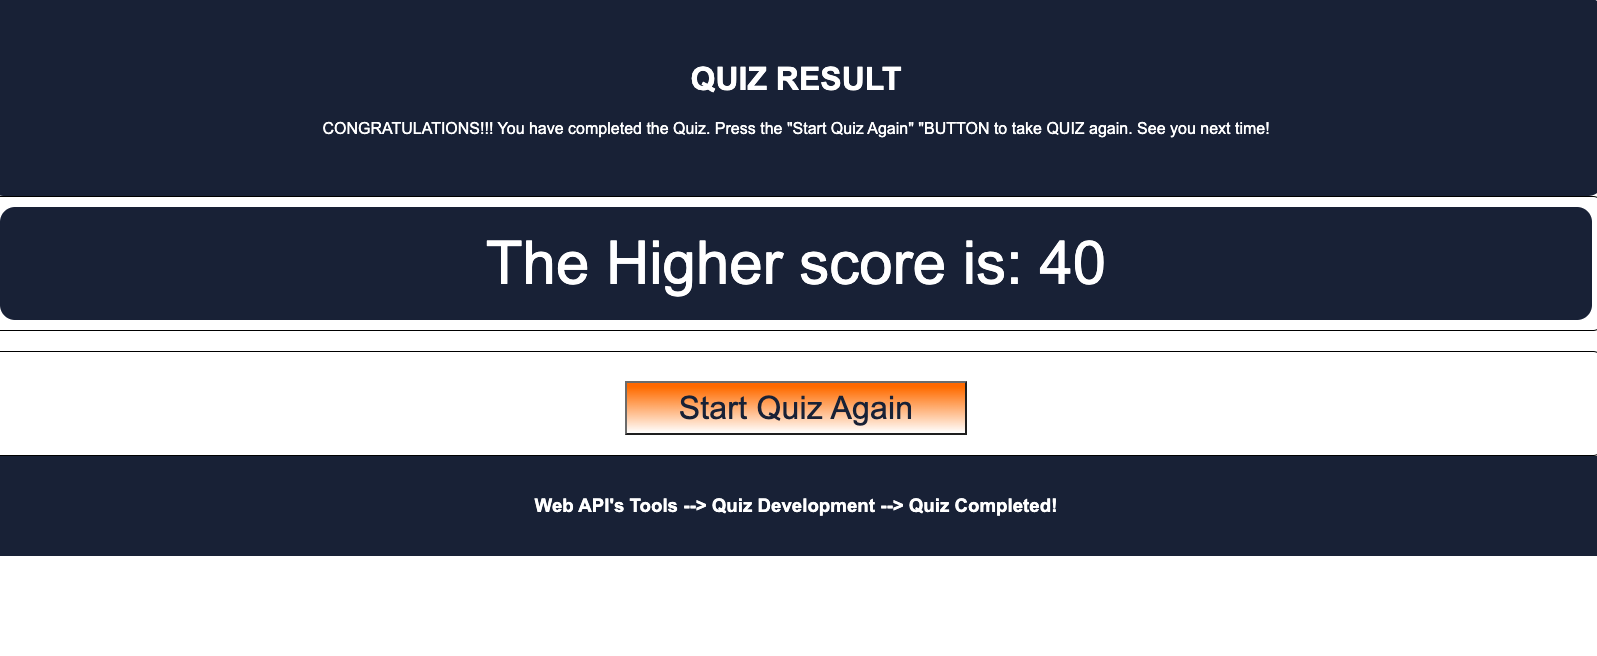 QUIZ RESULT
CONGRATULATIONS!!! You have completed the Quiz. Press the "Start Quiz Again" "BUTTON to take QUIZ again. See you next time!
The Higher score is: 40
Start Quiz Again
Web API's Tools --> Quiz Development --> Quiz Completed!